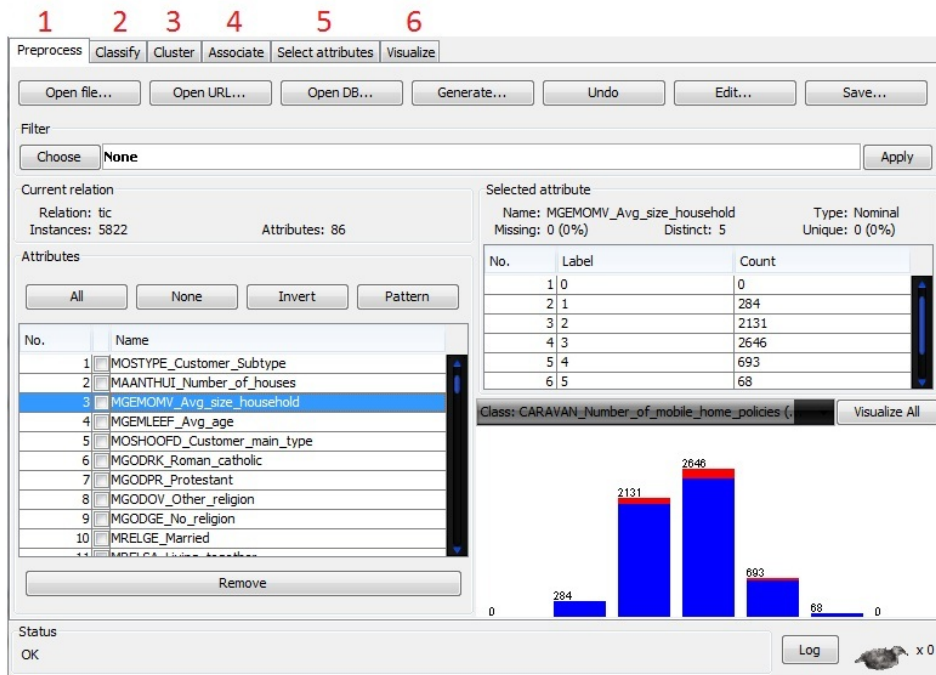 1 2 3 4 5 6
Preprocess Classify Cluster Associate Select attributes Visualize
Open file... Open URL... Open DB... Generate... Undo Edit... Save...
Filter
Choose None Apply
Current relation
Relation: tic
Instances: 5822 Attributes: 86
Attributes
All None Invert Pattern
No. Name
1 MOSTYPE_Customer_Subtype
2 MAANTHUI_Number_of_houses
3 MGEMOMV_Avg_size_household
4 MGEMLEEF_Avg_age
5 MOSHOOFD_Customer_main_type
6 MGODRK_Roman_catholic
7 MGODPR_Protestant
8 MGODOV_Other_religion
9 MGODGE_No_religion
10 MRELGE_Married
Remove
Selected attribute
Name: MGEMOMV_Avg_size_household Type: Nominal
Missing: 0 (0%) Distinct: 5 Unique: 0 (0%)
No. Label Count
1 0 0
2 1 284
3 2 2131
4 3 2646
5 4 693
6 5 68
Class: CARAVAN_Number_of_mobile_home_policies (... Visualize All
0 284 2131 2646 693 68 0
Status
OK
Log x 0